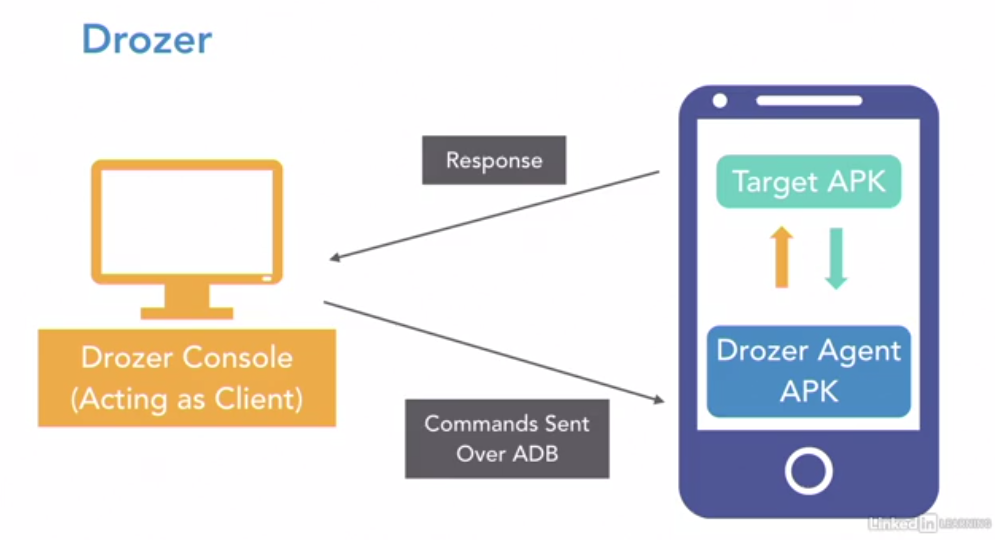 Drozer
Response
Target APK
Drozer Agent
APK
Drozer Console
(Acting as Client)
Commands Sent
Over ADB
Linked in LEARNING